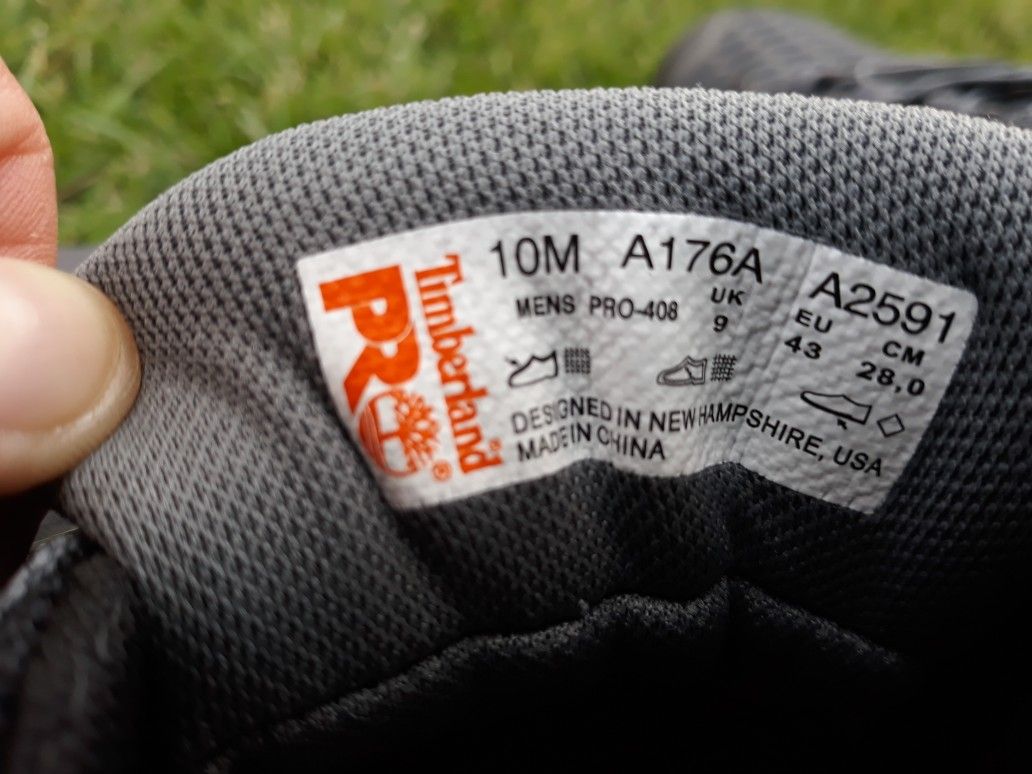 PRO
Timberland®
10M A176A A2591
MENS PRO-408
UK
9
EU
43
CM
28,0
DESIGNED IN NEW HAMPSHIRE, USA
MADE IN CHINA